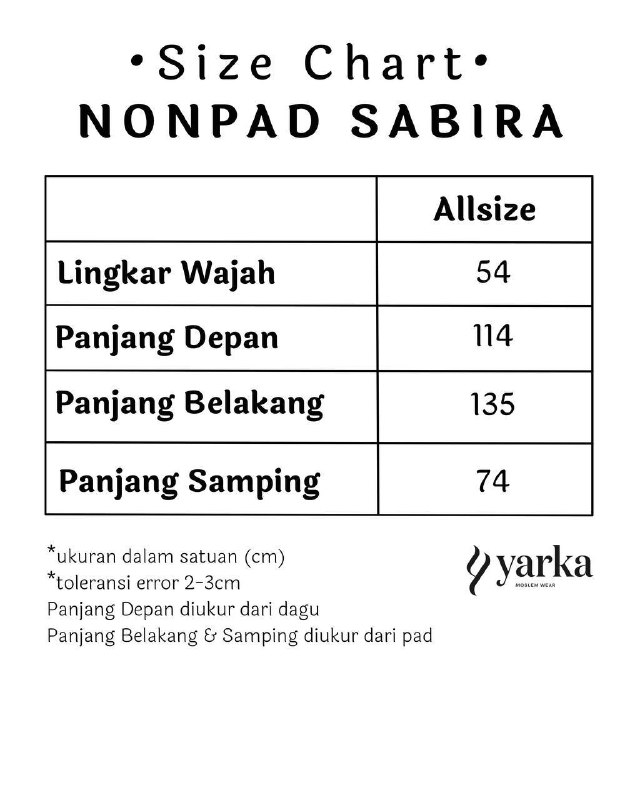 •Size Chart•
NONPAD SABIRA
Allsize
Lingkar Wajah 54
Panjang Depan 114
Panjang Belakang 135
Panjang Samping 74
*ukuran dalam satuan (cm)
*toleransi error 2-3cm
Panjang Depan diukur dari dagu
Panjang Belakang & Samping diukur dari pad
yarka
MOSLEM WEAR